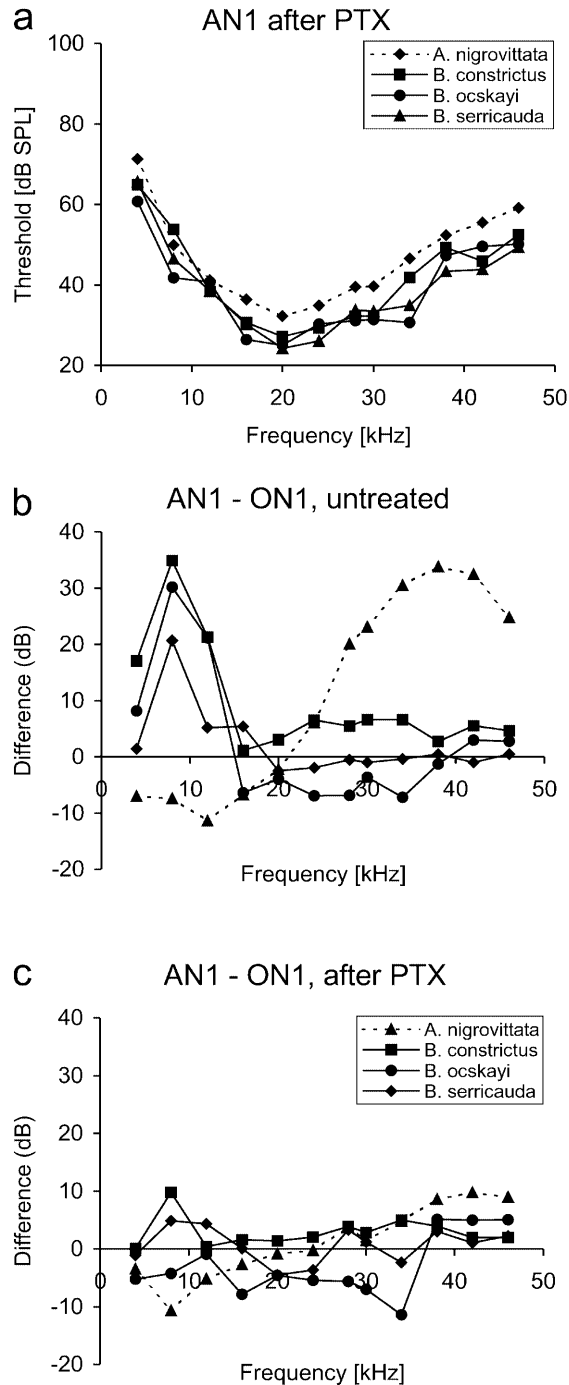 a
AN1 after PTX
100
80
60
40
20
0
10
20
30
40
50
Threshold [dB SPL]
Frequency [kHz]
A. nigrovittata
B. constrictus
B. ocskayi
B. serricauda
b
AN1 - ON1, untreated
40
30
20
10
0
-10
-20
0
10
20
30
40
50
Difference (dB)
Frequency [kHz]
c
AN1 - ON1, after PTX
40
30
20
10
0
-10
-20
0
10
20
30
40
50
Difference (dB)
Frequency [kHz]
A. nigrovittata
B. constrictus
B. ocskayi
B. serricauda